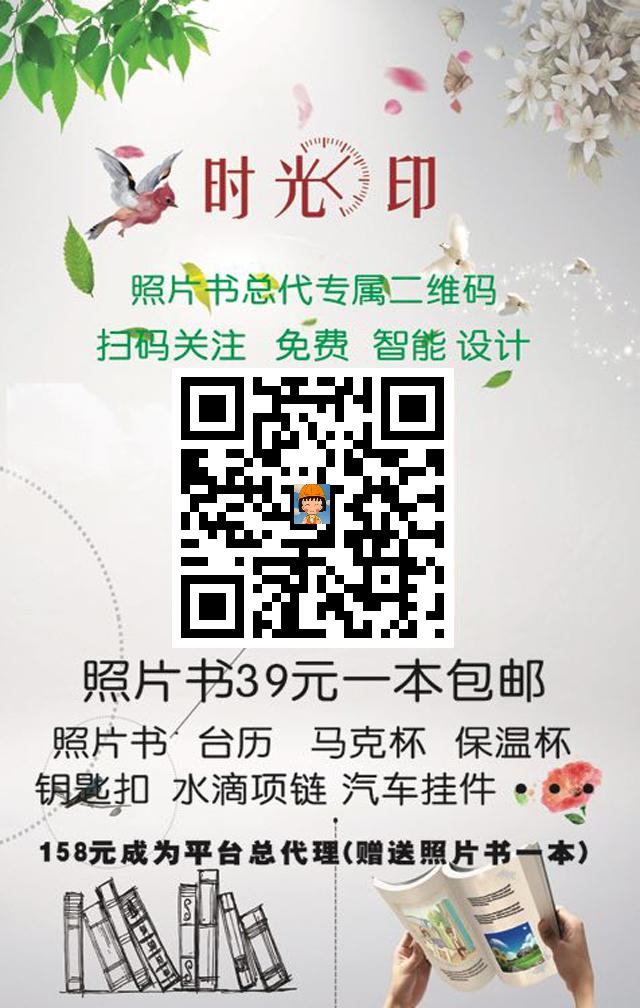 时光印
照片书总代专属二维码
扫码关注 免费 智能 设计
照片书39元一本包邮
照片书 台历 马克杯 保温杯
钥匙扣 水滴项链 汽车挂件
158元成为平台总代理(赠送照片书一本)